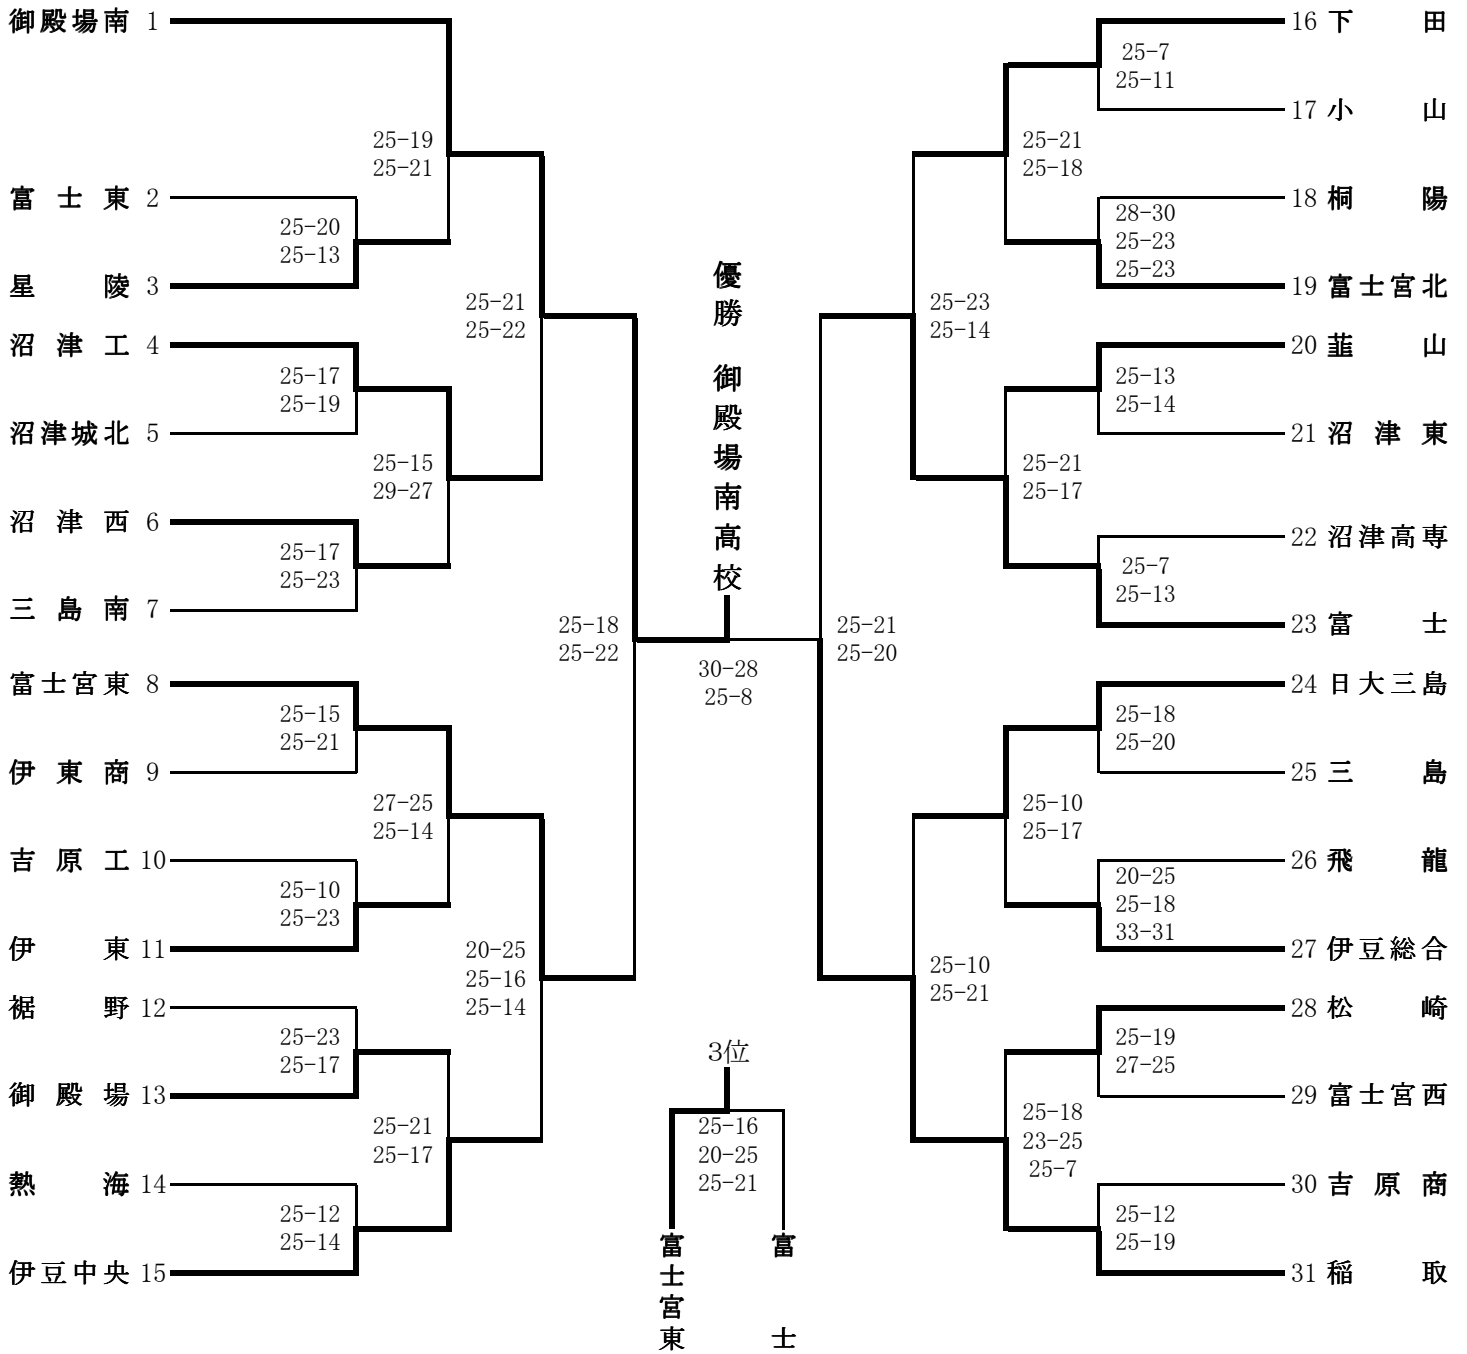 御殿場南 1
富士東 2
星陵 3
沼津工 4
沼津城北 5
沼津西 6
三島南 7
富士宮東 8
伊東商 9
吉原工 10
伊東 11
裾野 12
御殿場 13
熱海 14
伊豆中央 15
25-20
25-13
25-17
25-19
25-17
25-23
25-15
25-21
25-10
25-23
25-23
25-17
25-12
25-14
25-19
25-21
25-15
29-27
27-25
25-14
25-21
25-17
25-21
25-22
20-25
25-16
25-14
25-18
25-22
優勝 御殿場南高校
30-28
25-8
3位
25-16
20-25
25-21
富士宮東
富士
25-21
25-20
25-23
25-14
25-10
25-21
25-21
25-18
25-21
25-17
25-10
25-17
25-18
23-25
25-7
25-7
25-11
28-30
25-23
25-23
25-13
25-14
25-7
25-13
25-18
25-20
20-25
25-18
33-31
25-19
27-25
25-12
25-19
16 下田
17 小山
18 桐陽
19 富士宮北
20 韮山
21 沼津東
22 沼津高専
23 富士
24 日大三島
25 三島
26 飛龍
27 伊豆総合
28 松崎
29 富士宮西
30 吉原商
31 稲取